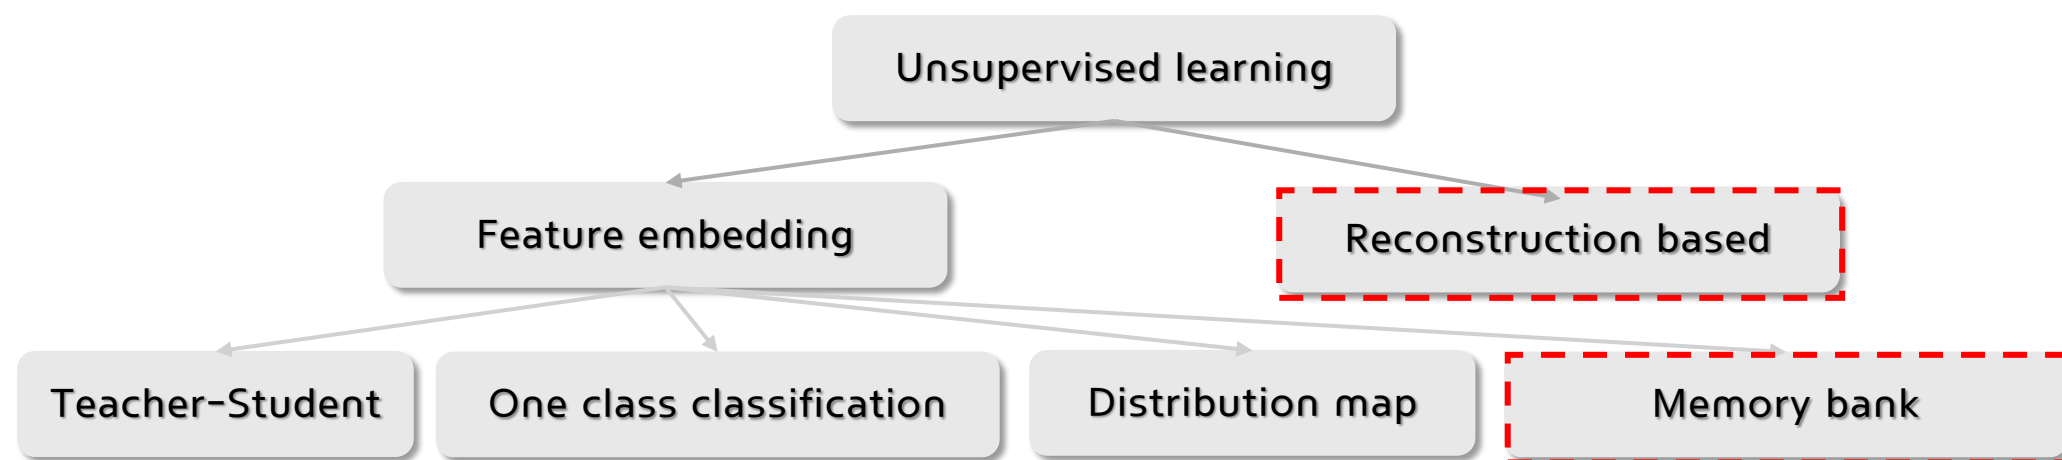 Unsupervised learning
Feature embedding
Reconstruction based
Teacher-Student
One class classification
Distribution map
Memory bank